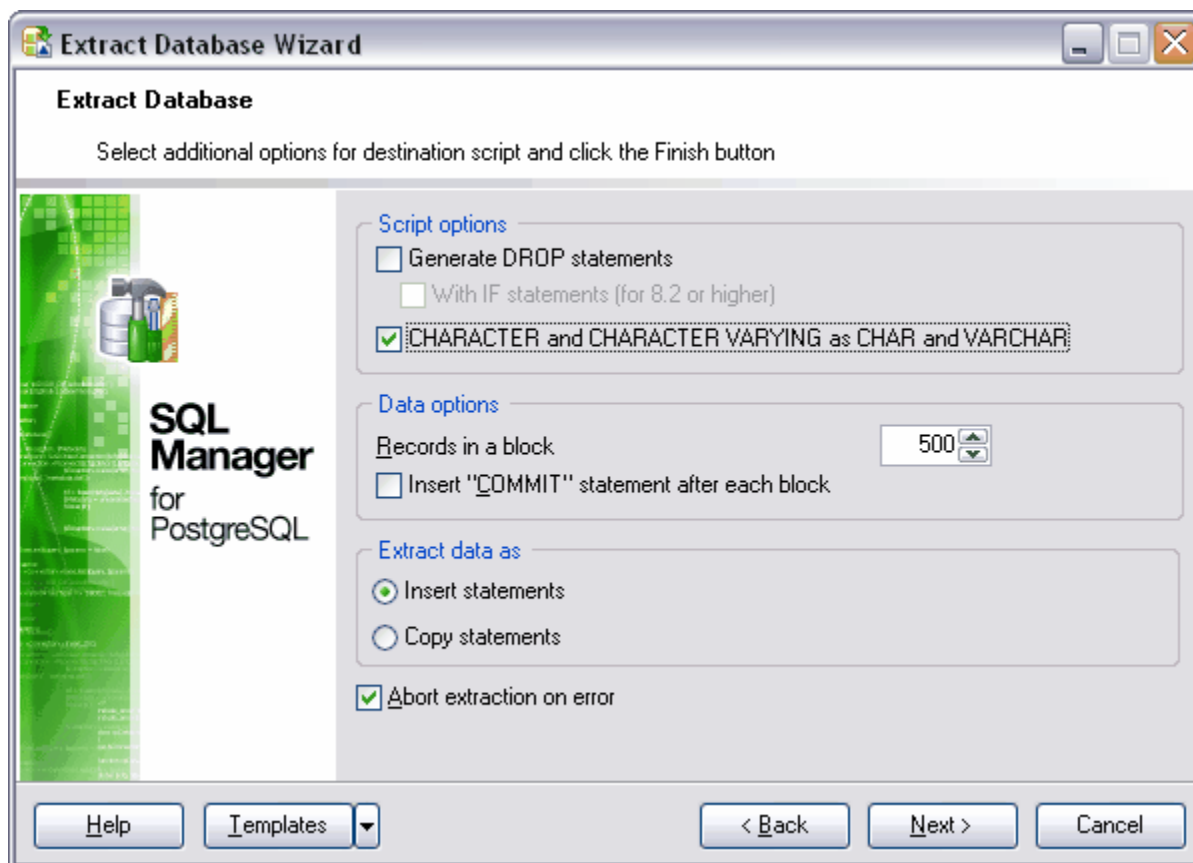 Extract Database Wizard
Extract Database
Select additional options for destination script and click the Finish button
Script options
Generate DROP statements
With IF statements (for 8.2 or higher)
CHARACTER and CHARACTER VARYING as CHAR and VARCHAR
Data options
Records in a block
500
Insert "COMMIT" statement after each block
Extract data as
Insert statements
Copy statements
Abort extraction on error
SQL
Manager
for
PostgreSQL
Help
Templates
< Back
Next >
Cancel